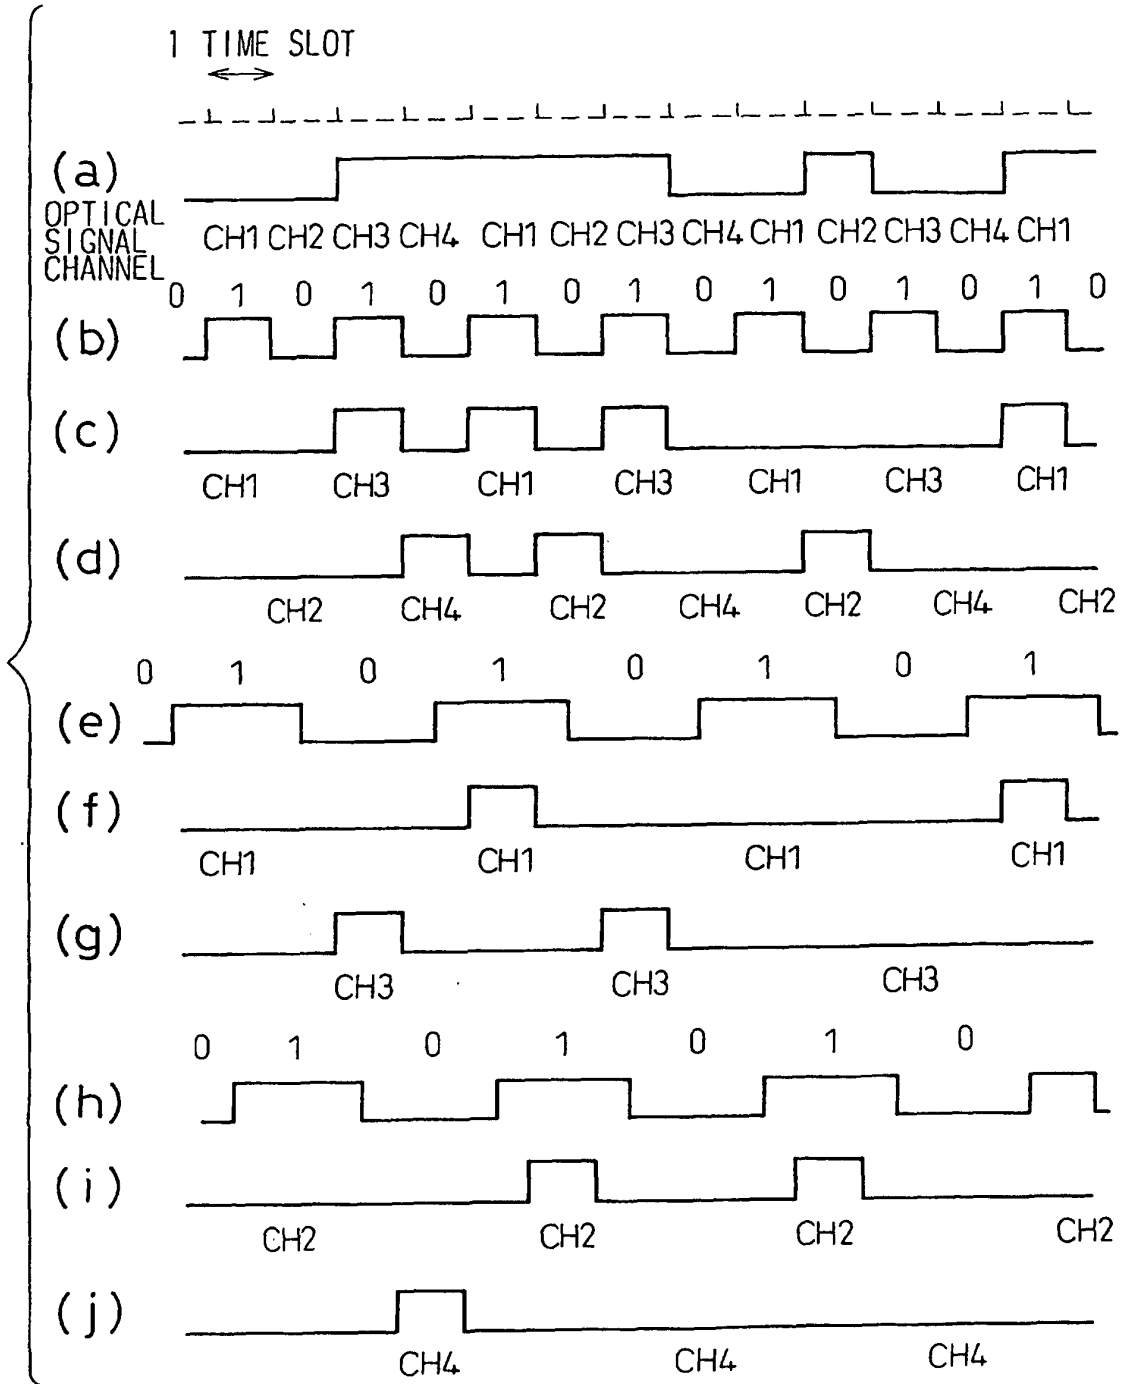 1 TIME SLOT
(a)
OPTICAL
SIGNAL
CHANNEL
CH1 CH2 CH3 CH4 CH1 CH2 CH3 CH4 CH1 CH2 CH3 CH4 CH1
0 1 0 1 0 1 0 1 0 1 0 1 0 1 0
(b)
(c)
CH1 CH3 CH1 CH3 CH1 CH3 CH1
(d)
CH2 CH4 CH2 CH4 CH2 CH4 CH2
0 1 0 1 0 1 0 1
(e)
(f)
CH1 CH1 CH1 CH1
(g)
CH3 CH3 CH3
0 1 0 1 0 1 0
(h)
(i)
CH2 CH2 CH2 CH2
(j)
CH4 CH4 CH4